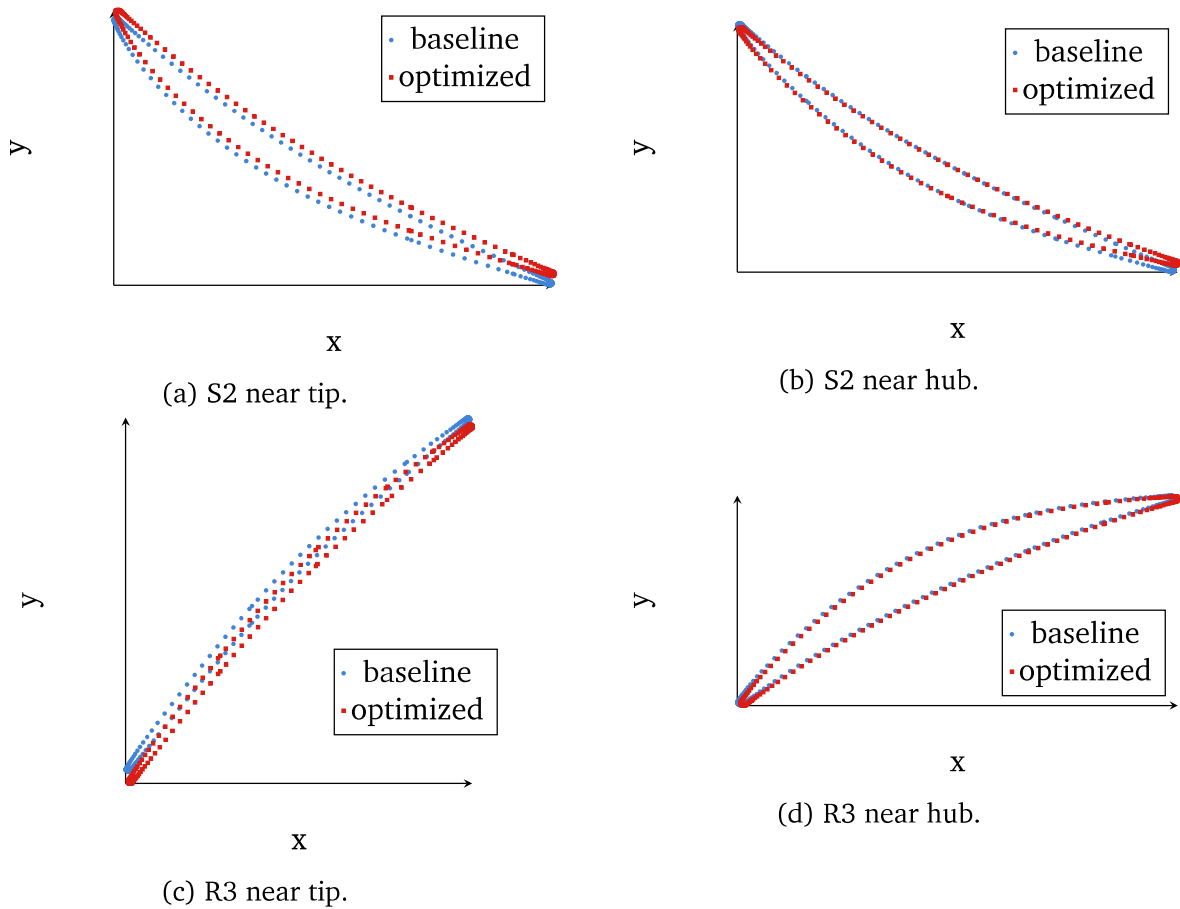 baseline
optimized
y
x
(a) S2 near tip.
baseline
optimized
y
x
(b) S2 near hub.
y
baseline
optimized
x
(c) R3 near tip.
y
baseline
optimized
x
(d) R3 near hub.